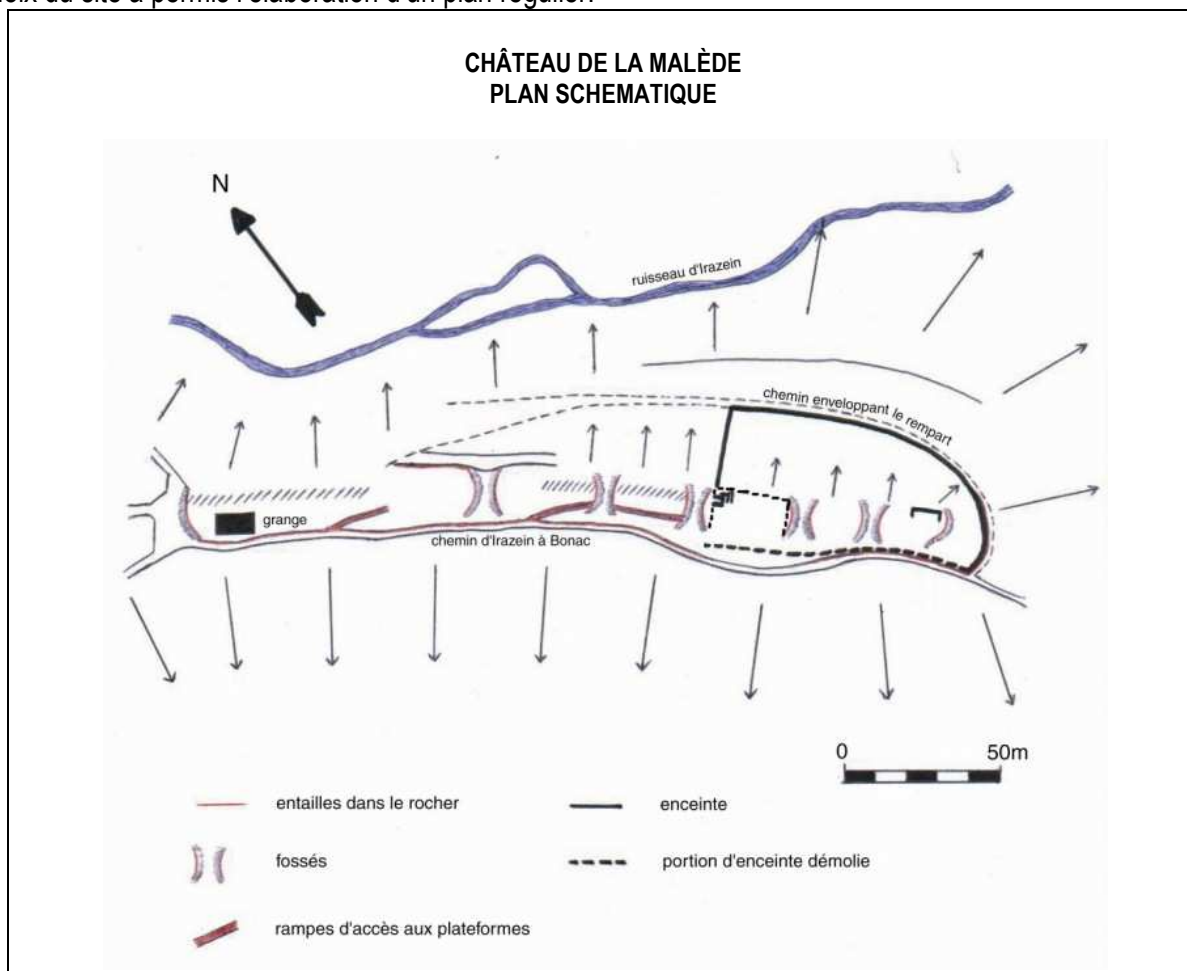 CHÂTEAU DE LA MALÈDE
PLAN SCHEMATIQUE
N
ruisseau d'Irazein
chemin enveloppant le rempart
grange
chemin d'Irazein à Bonac
0 50m
entailles dans le rocher
enceinte
fossés
portion d'enceinte démolie
rampes d'accès aux plateformes